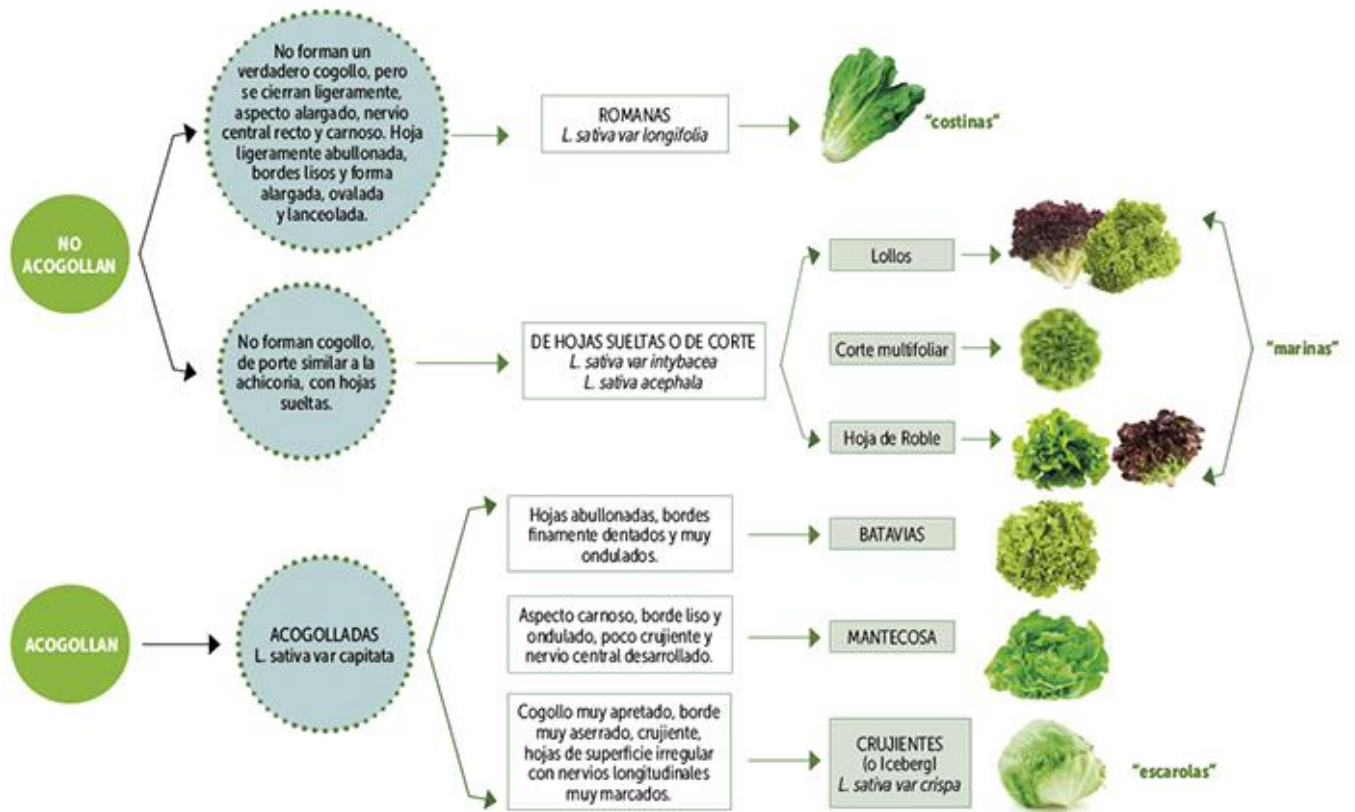 No forman un
verdadero cogollo, pero
se cierran ligeramente,
aspecto alargado, nervio
central recto y carnoso. Hoja
ligeramente abullonada,
bordes lisos y forma
alargada, ovalada
y lanceolada.
ROMANAS
L. sativa var longifolia
"costinas"
NO
ACOGOLLAN
No forman cogollo,
de porte similar a la
achicoria, con hojas
sueltas.
DE HOJAS SUELTAS O DE CORTE
L. sativa var intybacea
L. sativa acephala
Lollos
Corte multifoliar
Hoja de Roble
"marinas"
ACOGOLLAN
ACOGOLLADAS
L. sativa var capitata
Hojas abullonadas, bordes
finamente dentados y muy
ondulados.
BATAVIAS
Aspecto carnoso, borde liso y
ondulado, poco crujiente y
nervio central desarrollado.
MANTECOSA
Cogollo muy apretado, borde
muy aserrado, crujiente,
hojas de superficie irregular
con nervios longitudinales
muy marcados.
CRUJIENTES
(o Iceberg)
L. sativa var crispa
"escarolas"